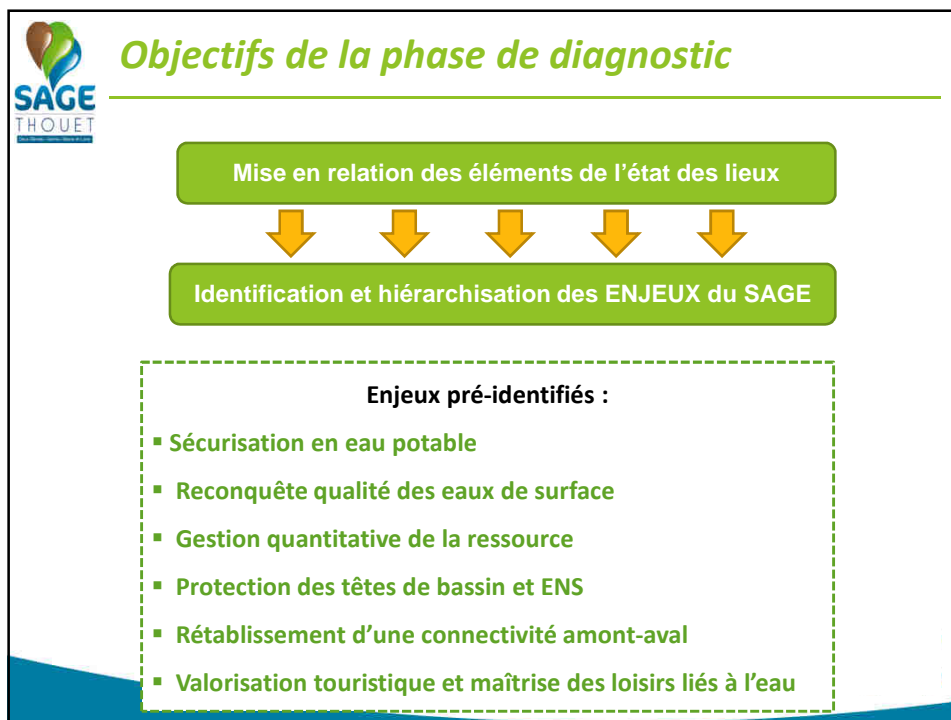 Objectifs de la phase de diagnostic
SAGE
THOUET
Mise en relation des éléments de l'état des lieux
Identification et hiérarchisation des ENJEUX du SAGE
Enjeux pré-identifiés :
▪ Sécurisation en eau potable
▪ Reconquête qualité des eaux de surface
▪ Gestion quantitative de la ressource
▪ Protection des têtes de bassin et ENS
▪ Rétablissement d'une connectivité amont-aval
▪ Valorisation touristique et maîtrise des loisirs liés à l'eau